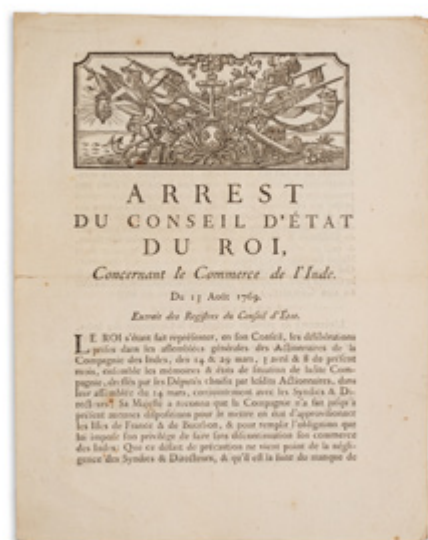 ARREST
DU CONSEIL D'ÉTAT
DU ROI,
Concernant le Commerce de l'Inde.
Du 13 Août 1769.
Extrait des Registres du Conseil d'État.
LE ROI s'étant fait représenter, en son Conseil, les délibérations
prises dans les assemblées générales des Actionnaires de la
Compagnie des Indes, des 14 & 29 mars, 3 avril & 8 du présent
mois, ensemble les mémoires & états de situation de ladite Com-
pagnie, dressés par les Députés choisis par lesdits Actionnaires, dans
leur assemblée du 14 mars, conjointement avec les Syndics & Di-
recteurs: Sa Majesté a reconnu que la Compagnie n'a fait jusqu'à
présent aucunes dispositions pour se mettre en état d'approvisionner
les Isles de France & de Bourbon, & pour remplir l'obligation que
lui impose son privilége de faire sans discontinuation son commerce
des Indes; Que ce défaut de précaution ne vient point de la négli-
gence des Syndics & Directeurs, & qu'il est la suite du manque de